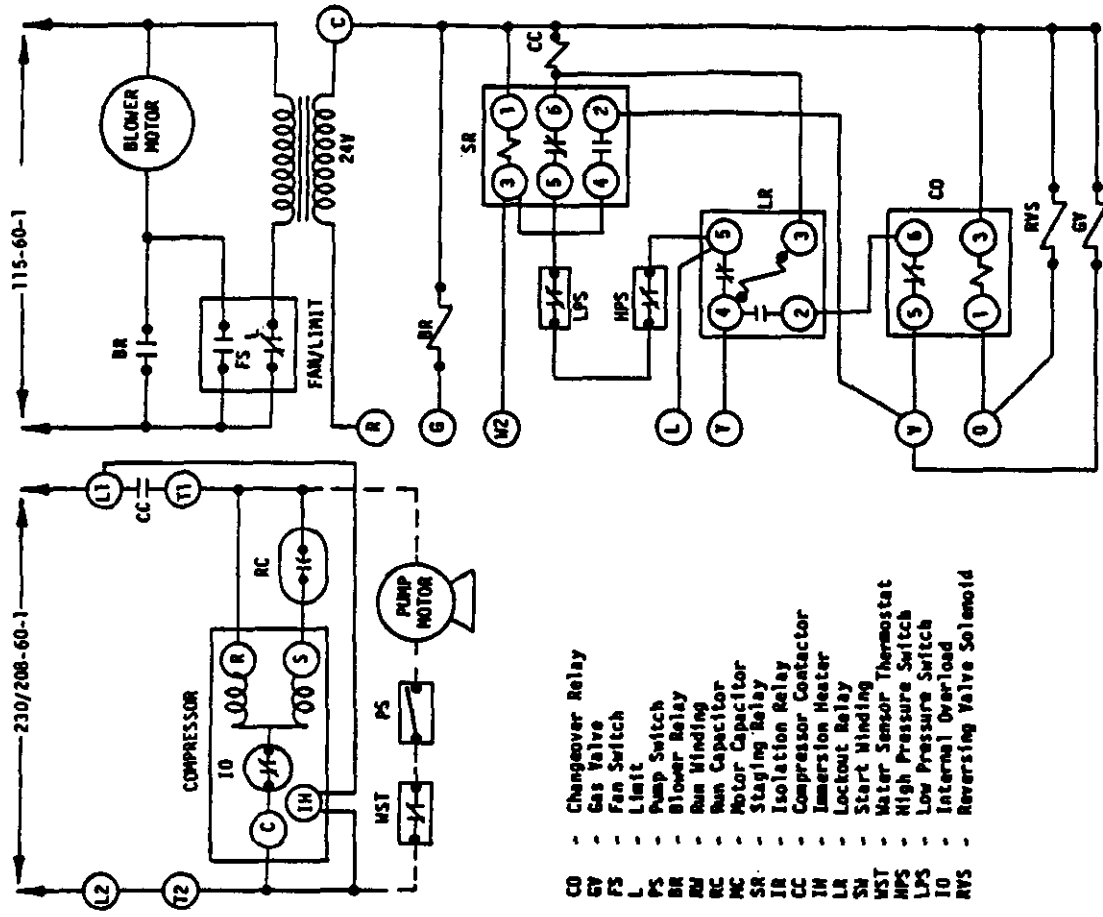 230/208-60-1
L2
L1
T2
CC
T1
COMPRESSOR
IO
C
R
S
IH
RC
WST
PS
PUMP
MOTOR
CO - Changeover Relay
GV - Gas Valve
FS - Fan Switch
L - Limit
PS - Pump Switch
BR - Blower Relay
RW - Run Winding
RC - Run Capacitor
MC - Motor Capacitor
SR - Staging Relay
IR - Isolation Relay
CC - Compressor Contactor
IH - Immersion Heater
LR - Lockout Relay
SW - Start Winding
WST - Water Sensor Thermostat
HPS - High Pressure Switch
LPS - Low Pressure Switch
IO - Internal Overload
RVS - Reversing Valve Solenoid
115-60-1
BLOWER
MOTOR
BR
FS
L
FAN/LIMIT
24V
R
C
G
BR
W2
SR
CC
3
1
5
6
4
2
LPS
HPS
L
Y
LR
5
4
3
2
V
O
CO
5
6
1
3
RVS
GV